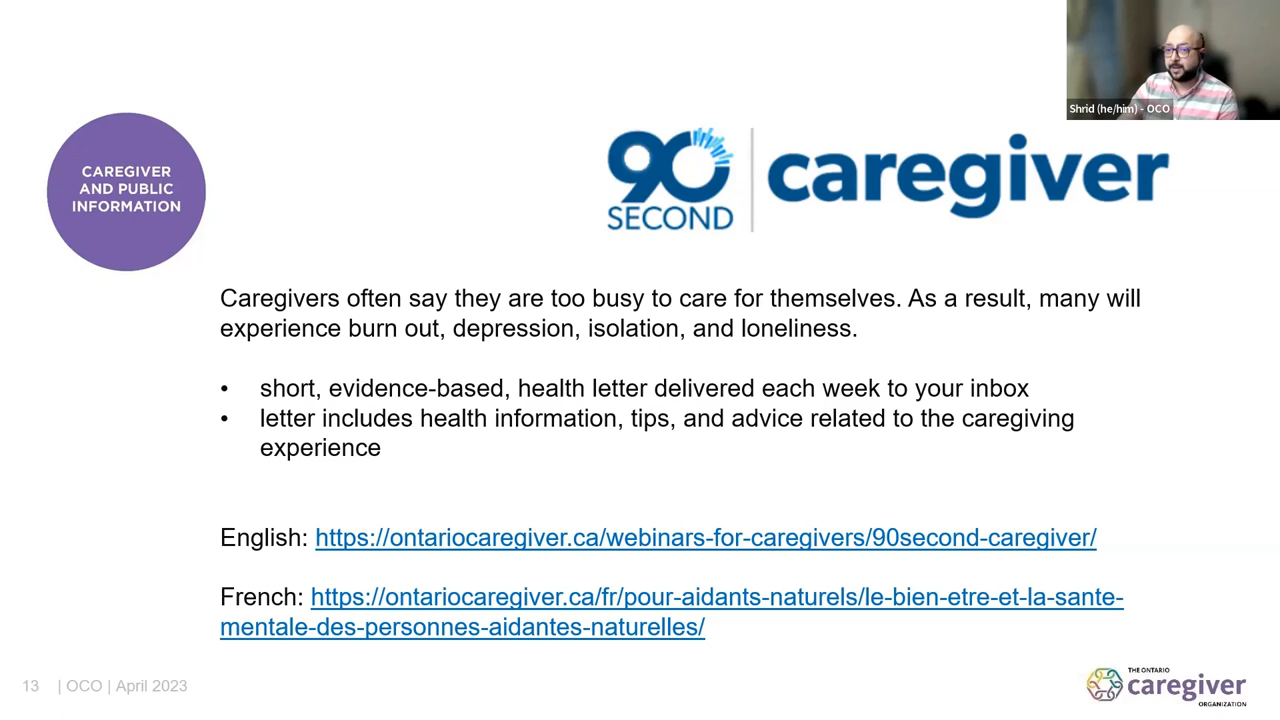 Shrid (he/him) - OCO
CAREGIVER
AND PUBLIC
INFORMATION
90
SECOND
caregiver
Caregivers often say they are too busy to care for themselves. As a result, many will
experience burn out, depression, isolation, and loneliness.
• short, evidence-based, health letter delivered each week to your inbox
• letter includes health information, tips, and advice related to the caregiving
experience
English: https://ontariocaregiver.ca/webinars-for-caregivers/90second-caregiver/
French: https://ontariocaregiver.ca/fr/pour-aidants-naturels/le-bien-etre-et-la-sante-
mentale-des-personnes-aidantes-naturelles/
13 | OCO | April 2023
THE ONTARIO
caregiver
ORGANIZATION